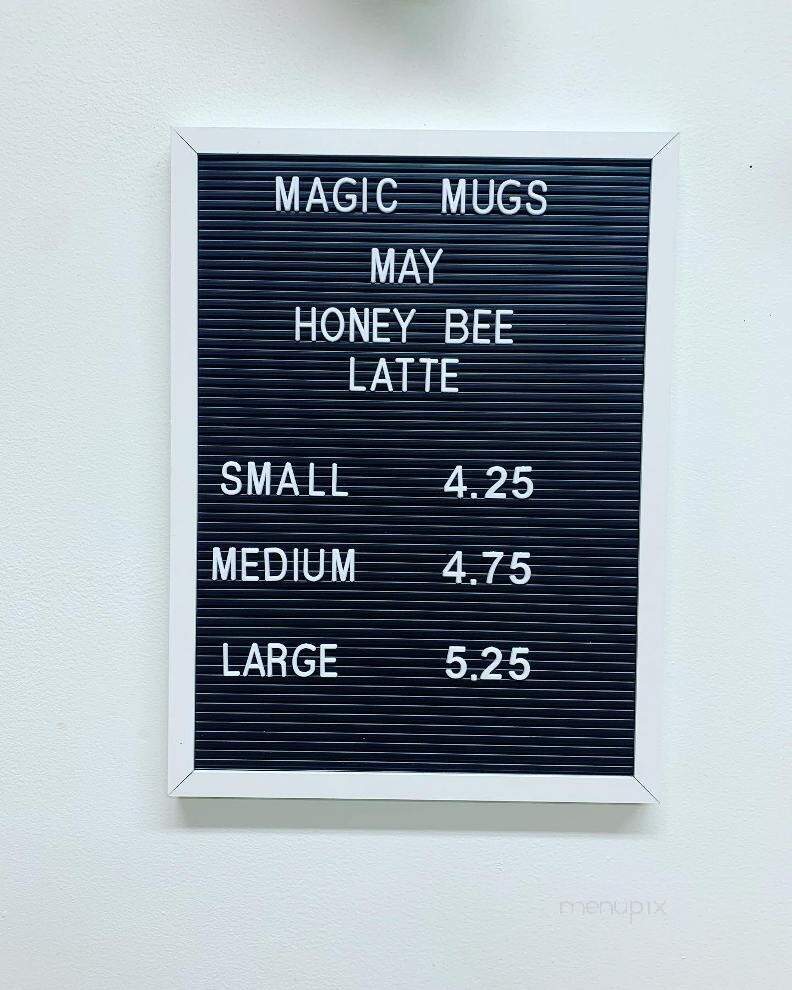 MAGIC MUGS
MAY
HONEY BEE
LATTE
SMALL 4.25
MEDIUM 4.75
LARGE 5.25
menupix